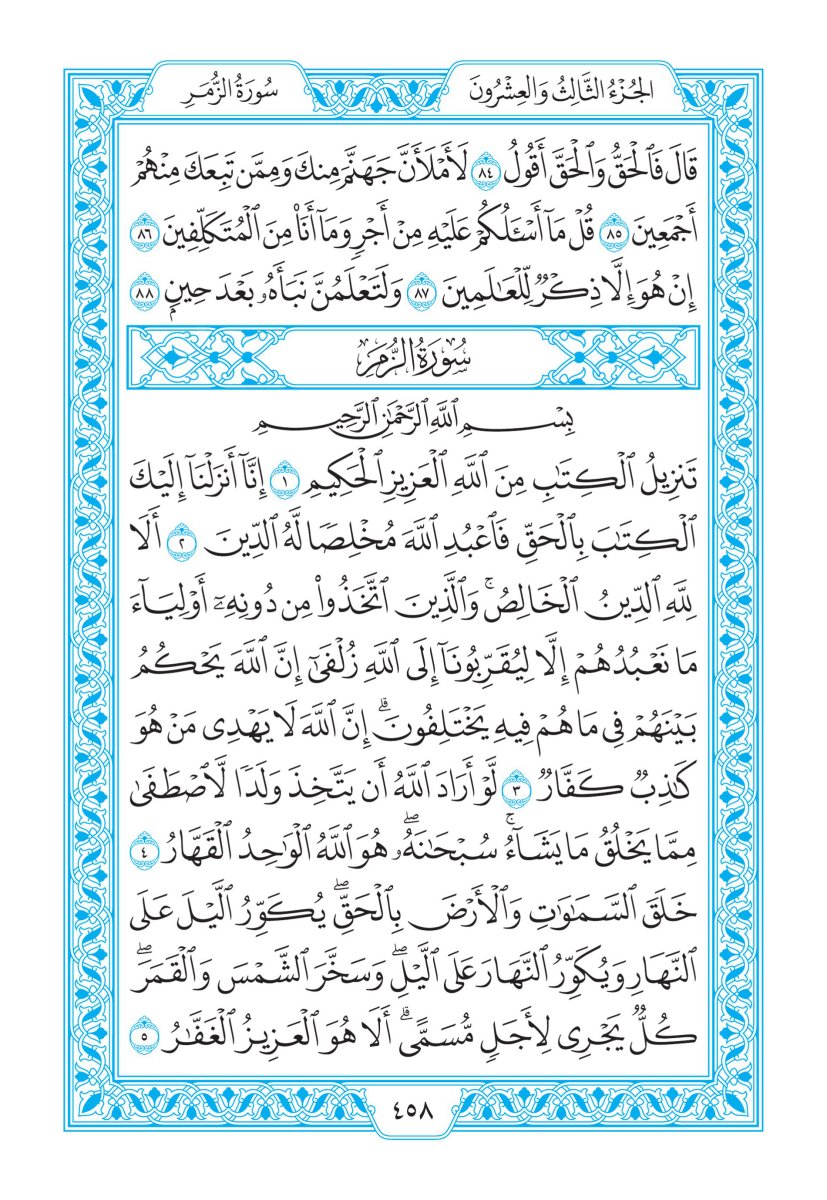 الجُزْءُ الثَّالِثُ وَالعِشْرُونَ
سُورَةُ الزُّمَرِ
قَالَ فَٱلْحَقُّ وَٱلْحَقَّ أَقُولُ ٨٤ لَأَمْلَأَنَّ جَهَنَّمَ مِنكَ وَمِمَّن تَبِعَكَ مِنْهُمْ
أَجْمَعِينَ ٨٥ قُلْ مَآ أَسْـَٔلُكُمْ عَلَيْهِ مِنْ أَجْرٍ وَمَآ أَنَا۠ مِنَ ٱلْمُتَكَلِّفِينَ ٨٦
إِنْ هُوَ إِلَّا ذِكْرٌ لِّلْعَـٰلَمِينَ ٨٧ وَلَتَعْلَمُنَّ نَبَأَهُۥ بَعْدَ حِينٍۭ ٨٨
سُورَةُ الزُّمَرِ
بِسْمِ ٱللَّهِ ٱلرَّحْمَـٰنِ ٱلرَّحِيمِ
تَنزِيلُ ٱلْكِتَـٰبِ مِنَ ٱللَّهِ ٱلْعَزِيزِ ٱلْحَكِيمِ ١ إِنَّآ أَنزَلْنَآ إِلَيْكَ
ٱلْكِتَـٰبَ بِٱلْحَقِّ فَٱعْبُدِ ٱللَّهَ مُخْلِصًا لَّهُ ٱلدِّينَ ٢ أَلَا
لِلَّهِ ٱلدِّينُ ٱلْخَالِصُ ۚ وَٱلَّذِينَ ٱتَّخَذُوا۟ مِن دُونِهِۦٓ أَوْلِيَآءَ
مَا نَعْبُدُهُمْ إِلَّا لِيُقَرِّبُونَآ إِلَى ٱللَّهِ زُلْفَىٰٓ إِنَّ ٱللَّهَ يَحْكُمُ
بَيْنَهُمْ فِى مَا هُمْ فِيهِ يَخْتَلِفُونَ ۗ إِنَّ ٱللَّهَ لَا يَهْدِى مَنْ هُوَ
كَـٰذِبٌ كَفَّارٌ ٣ لَّوْ أَرَادَ ٱللَّهُ أَن يَتَّخِذَ وَلَدًا لَّٱصْطَفَىٰ
مِمَّا يَخْلُقُ مَا يَشَآءُ ۚ سُبْحَـٰنَهُۥ ۖ هُوَ ٱللَّهُ ٱلْوَٰحِدُ ٱلْقَهَّارُ ٤
خَلَقَ ٱلسَّمَـٰوَٰتِ وَٱلْأَرْضَ بِٱلْحَقِّ ۖ يُكَوِّرُ ٱلَّيْلَ عَلَى
ٱلنَّهَارِ وَيُكَوِّرُ ٱلنَّهَارَ عَلَى ٱلَّيْلِ ۖ وَسَخَّرَ ٱلشَّمْسَ وَٱلْقَمَرَ ۖ
كُلٌّ يَجْرِى لِأَجَلٍ مُّسَمًّى ۗ أَلَا هُوَ ٱلْعَزِيزُ ٱلْغَفَّـٰرُ ٥
٤٥٨